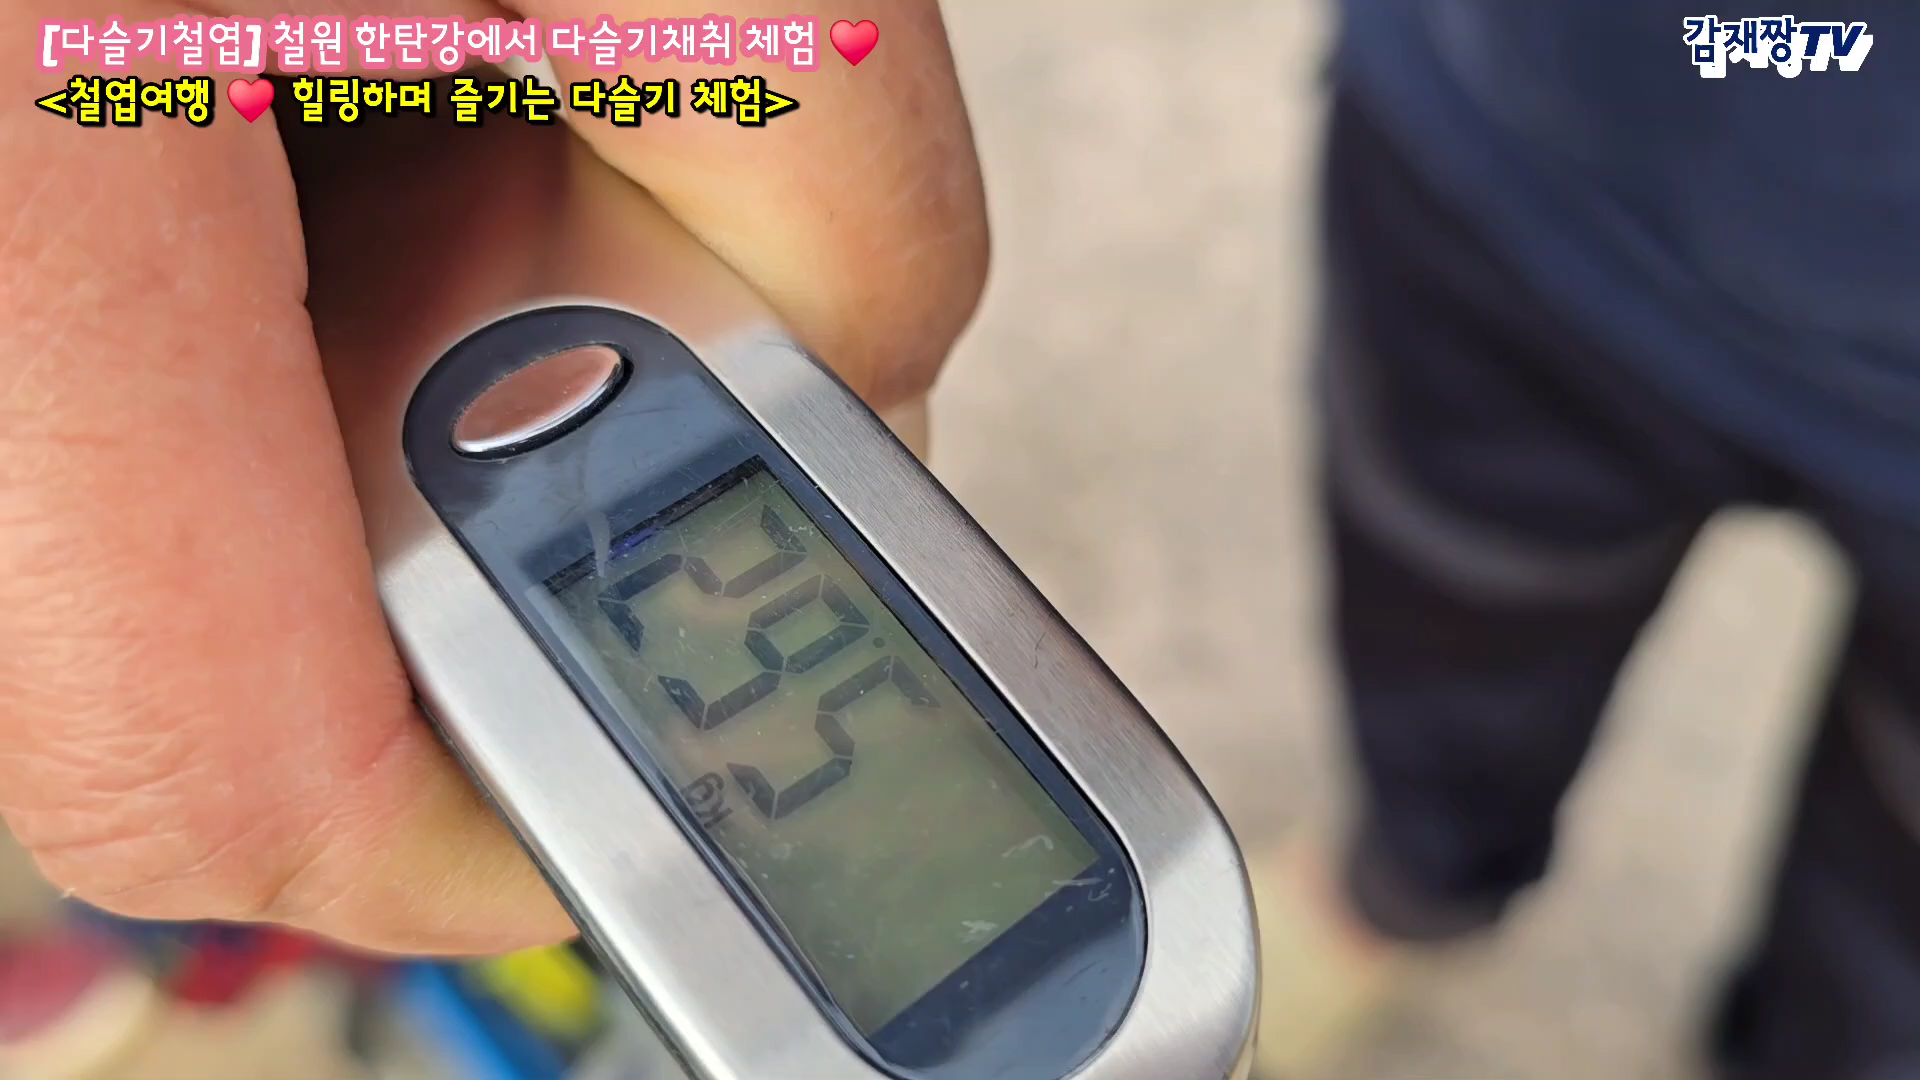 [다슬기철엽] 철원 한탄강에서 다슬기채취 체험 ❤️
<철엽여행 ❤️ 힐링하며 즐기는 다슬기 체험>
감재짱TV
5.62 kg